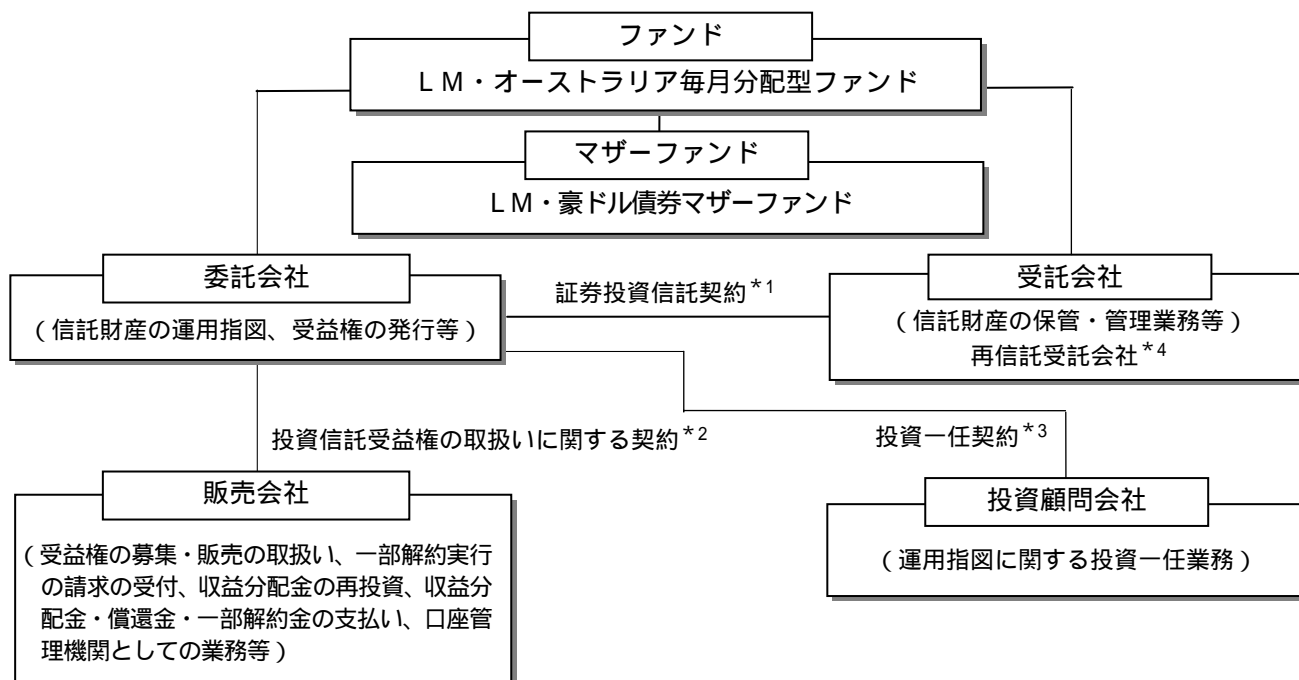 ファンド
ＬＭ・オーストラリア毎月分配型ファンド
マザーファンド
ＬＭ・豪ドル債券マザーファンド
委託会社
（信託財産の運用指図、受益権の発行等）
証券投資信託契約*1
受託会社
（信託財産の保管・管理業務等）
再信託受託会社*4
投資信託受益権の取扱いに関する契約*2
投資一任契約*3
販売会社
（受益権の募集・販売の取扱い、一部解約実行
の請求の受付、収益分配金の再投資、収益分
配金・償還金・一部解約金の支払い、口座管
理機関としての業務等）
投資顧問会社
（運用指図に関する投資一任業務）